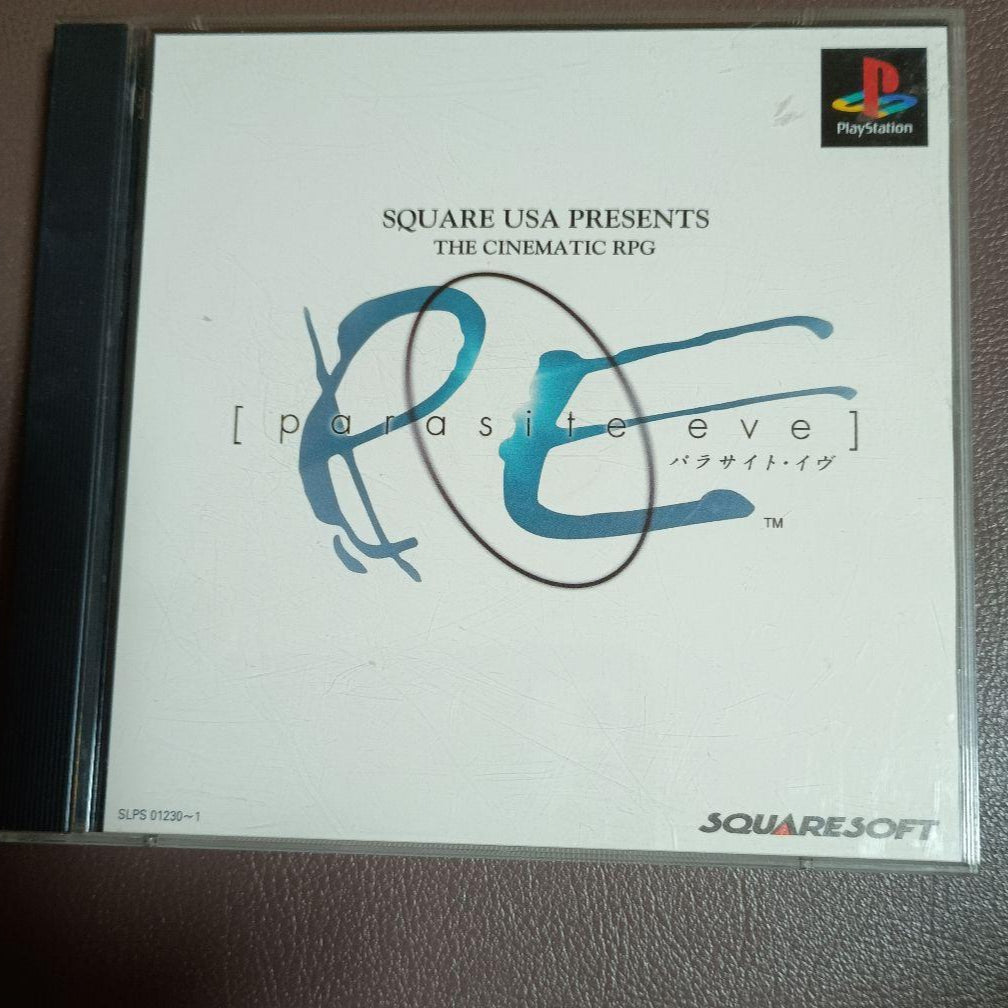 PlayStation
SQUARE USA PRESENTS
THE CINEMATIC RPG
PE
[parasite eve]
パラサイト・イヴ
TM
SLPS 01230~1
SQUARESOFT